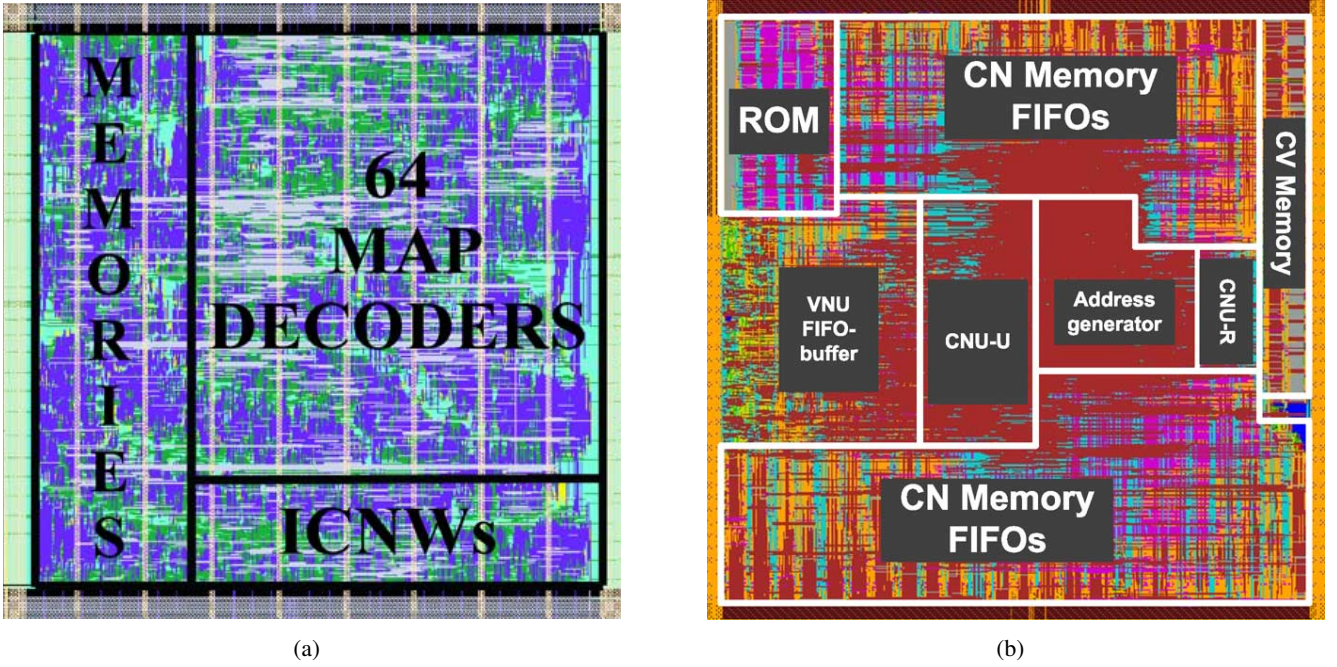 MEMORIES
64
MAP
DECODERS
ICNWs
(a)
ROM
CN Memory
FIFOs
CV Memory
VNU
FIFO-
buffer
CNU-U
Address
generator
CNU-R
CN Memory
FIFOs
(b)